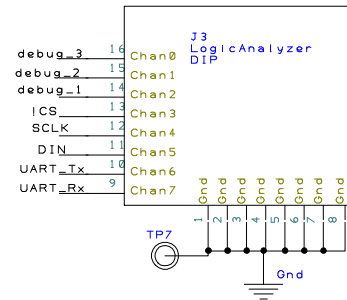 J3
LogicAnalyzer
DIP
debug_3 16 Chan0
debug_2 15 Chan1
debug_1 14 Chan2
!CS 13 Chan3
SCLK 12 Chan4
DIN 11 Chan5
UART_Tx 10 Chan6
UART_Rx 9 Chan7
Gnd Gnd Gnd Gnd Gnd Gnd Gnd Gnd
1 2 3 4 5 6 7 8
TP7
Gnd